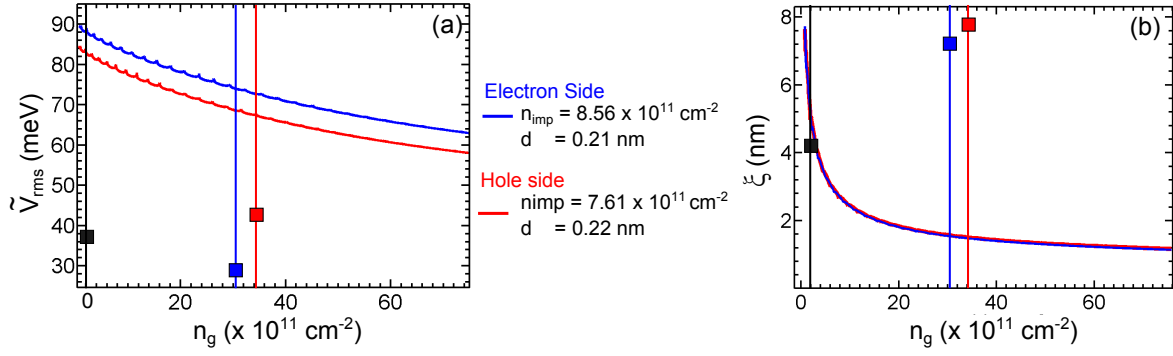 (a)
90
80
70
60
50
40
30
Ṽrms (meV)
0 20 40 60
ng (x 10¹¹ cm⁻²)
Electron Side
nimp = 8.56 x 10¹¹ cm⁻²
d = 0.21 nm
Hole side
nimp = 7.61 x 10¹¹ cm⁻²
d = 0.22 nm
(b)
8
6
4
2
ξ (nm)
0 20 40 60
ng (x 10¹¹ cm⁻²)